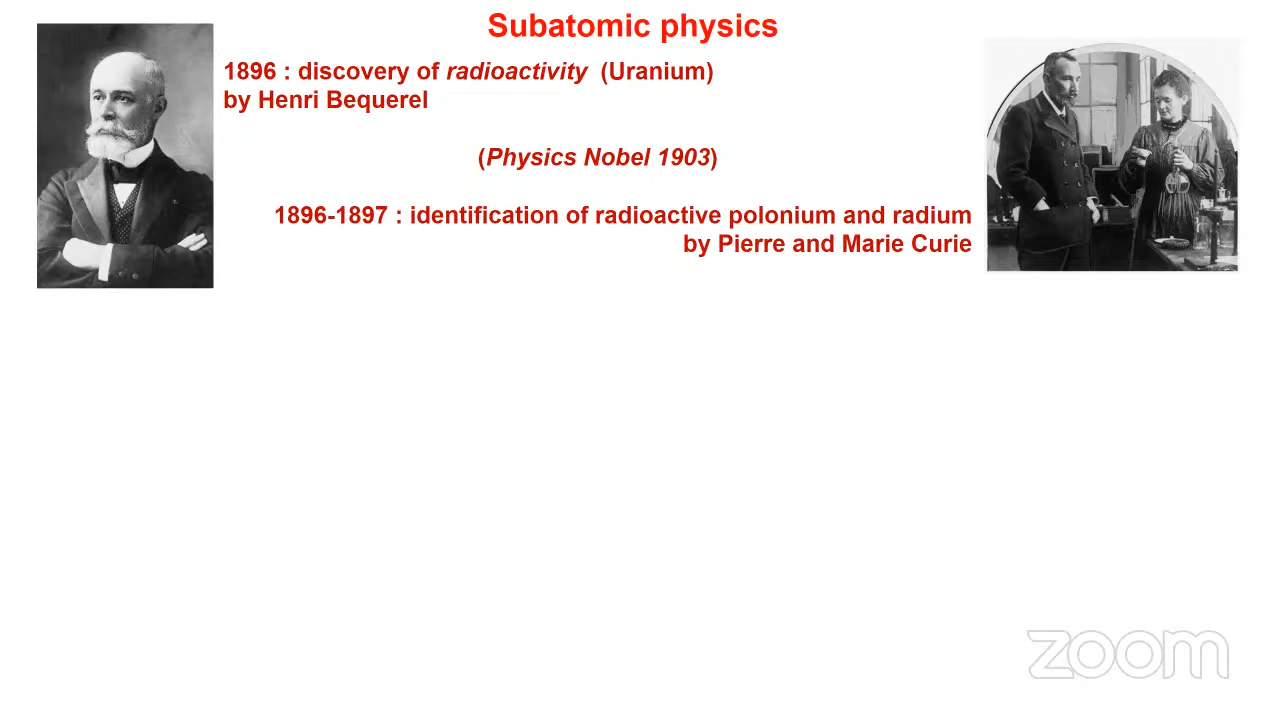 Subatomic physics
1896 : discovery of radioactivity (Uranium)
by Henri Bequerel
(Physics Nobel 1903)
1896-1897 : identification of radioactive polonium and radium
by Pierre and Marie Curie
zoom